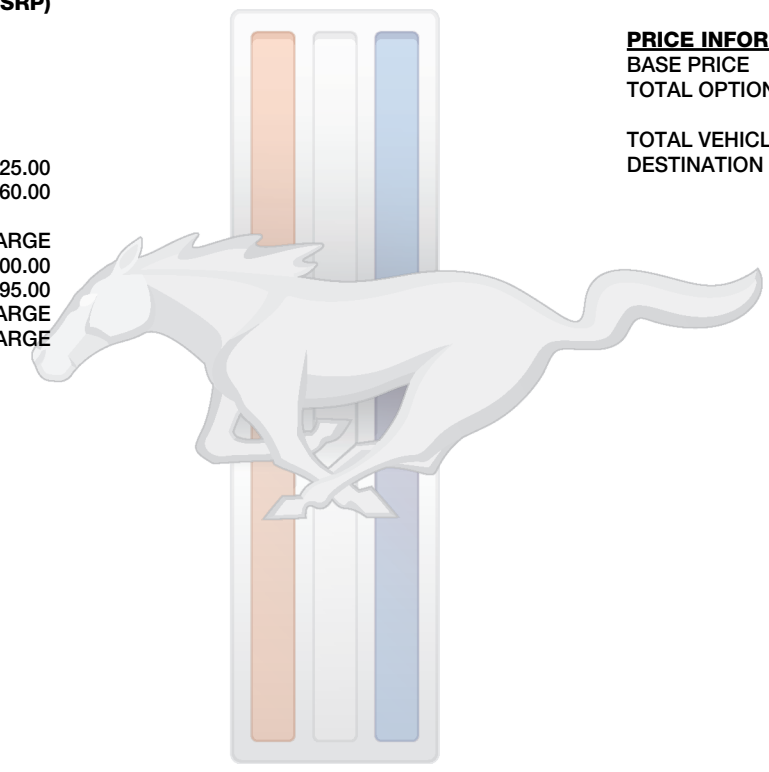 SRP)
25.00
60.00
ARGE
00.00
95.00
ARGE
ARGE
PRICE INFOR
BASE PRICE
TOTAL OPTION
TOTAL VEHICL
DESTINATION